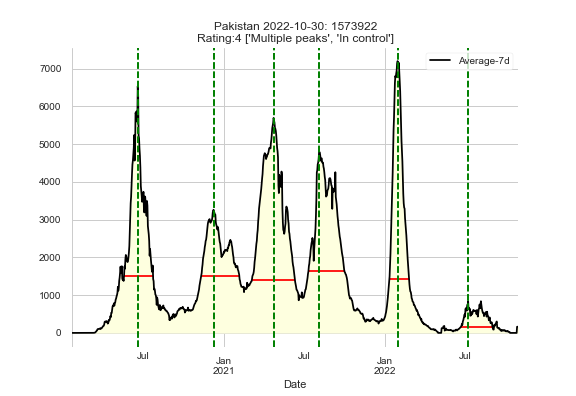 Pakistan 2022-10-30: 1573922
Rating:4 ['Multiple peaks', 'In control']
Average-7d
7000
6000
5000
4000
3000
2000
1000
0
Jul
Jan
2021
Jul
Jan
2022
Jul
Date